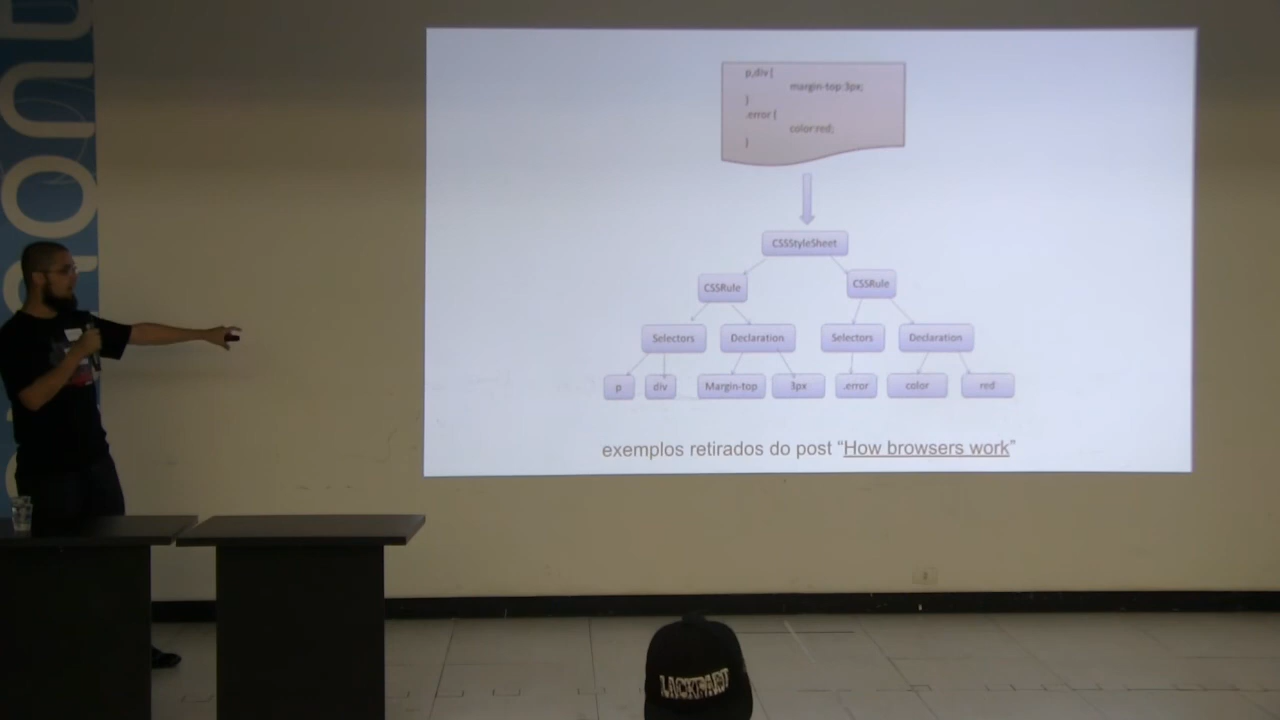 p,div {
margin-top:3px;
}
.error {
color:red;
}
CSSStyleSheet
CSSRule
CSSRule
Selectors
Declaration
Selectors
Declaration
p
div
Margin-top
3px
.error
color
red
exemplos retirados do post “How browsers work”